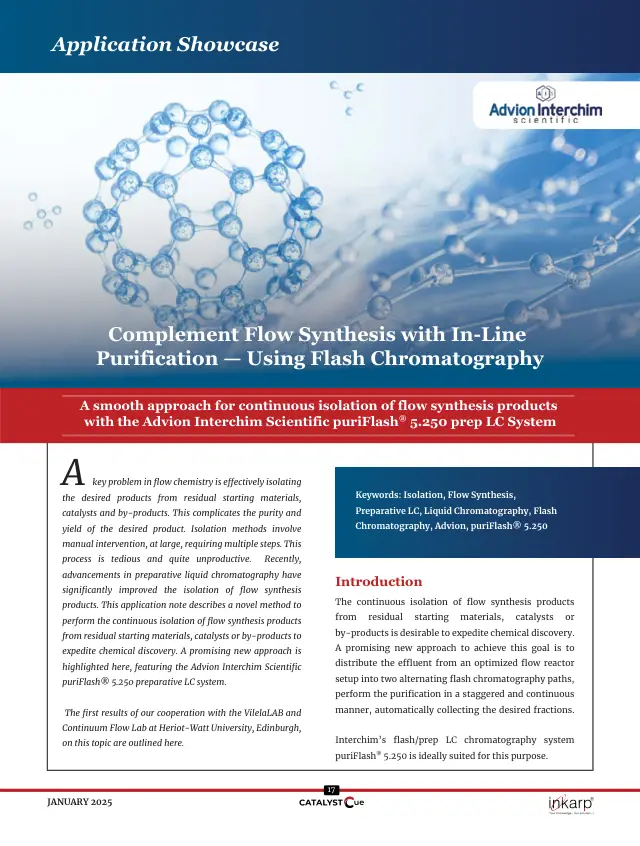 Application Showcase
AIS
Advion Interchim
scientific
Complement Flow Synthesis with In-Line
Purification — Using Flash Chromatography
A smooth approach for continuous isolation of flow synthesis products
with the Advion Interchim Scientific puriFlash® 5.250 prep LC System
A key problem in flow chemistry is effectively isolating
the desired products from residual starting materials,
catalysts and by-products. This complicates the purity and
yield of the desired product. Isolation methods involve
manual intervention, at large, requiring multiple steps. This
process is tedious and quite unproductive. Recently,
advancements in preparative liquid chromatography have
significantly improved the isolation of flow synthesis
products. This application note describes a novel method to
perform the continuous isolation of flow synthesis products
from residual starting materials, catalysts or by-products to
expedite chemical discovery. A promising new approach is
highlighted here, featuring the Advion Interchim Scientific
puriFlash® 5.250 preparative LC system.
The first results of our cooperation with the VilelaLAB and
Continuum Flow Lab at Heriot-Watt University, Edinburgh,
on this topic are outlined here.
Keywords: Isolation, Flow Synthesis,
Preparative LC, Liquid Chromatography, Flash
Chromatography, Advion, puriFlash® 5.250
Introduction
The continuous isolation of flow synthesis products
from residual starting materials, catalysts or
by-products is desirable to expedite chemical discovery.
A promising new approach to achieve this goal is to
distribute the effluent from an optimized flow reactor
setup into two alternating flash chromatography paths,
perform the purification in a staggered and continuous
manner, automatically collecting the desired fractions.
Interchim's flash/prep LC chromatography system
puriFlash® 5.250 is ideally suited for this purpose.
JANUARY 2025
17
CATALYST Cue
inkarp®